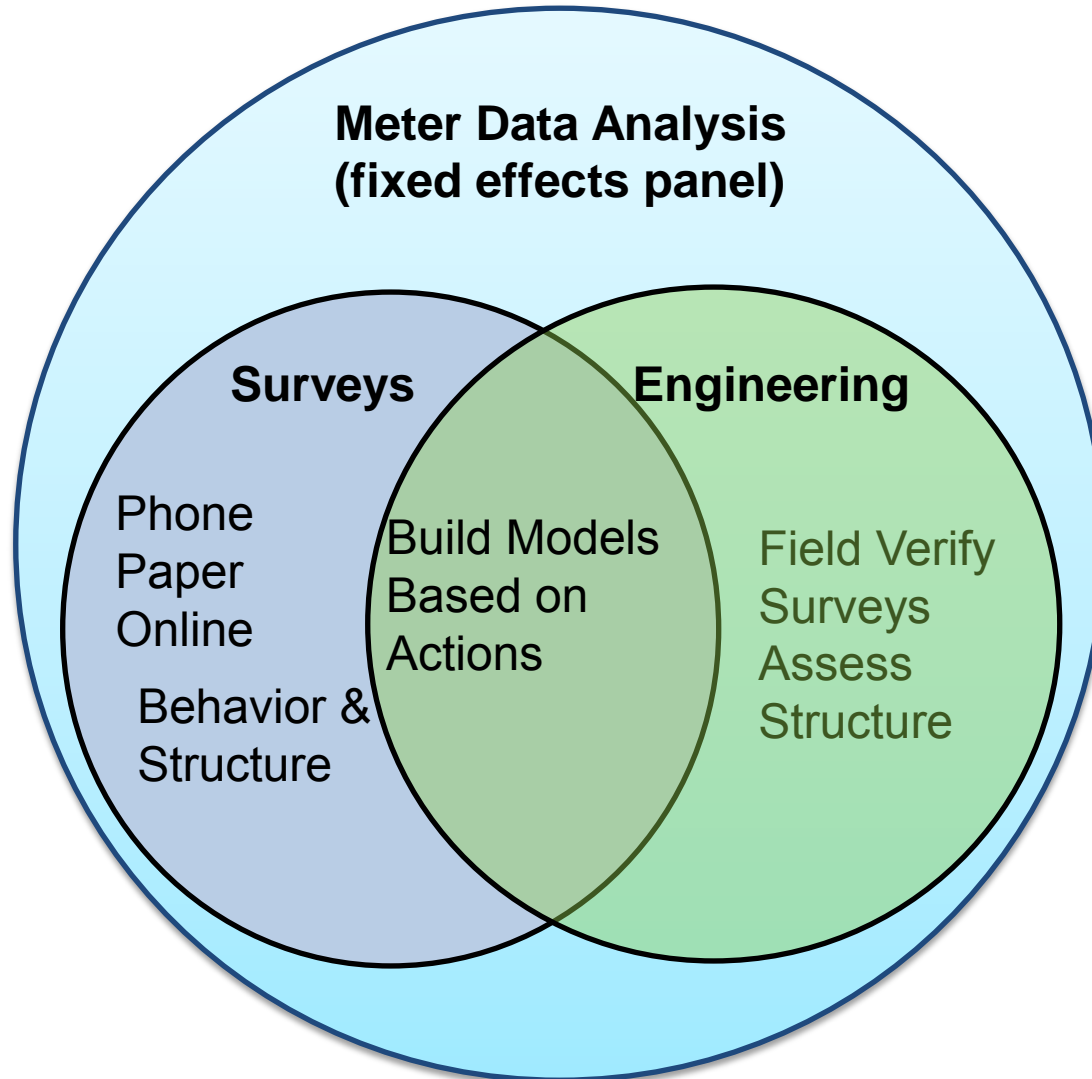 Meter Data Analysis
(fixed effects panel)
Surveys
Engineering
Phone
Paper
Online
Behavior &
Structure
Build Models
Based on
Actions
Field Verify
Surveys
Assess
Structure